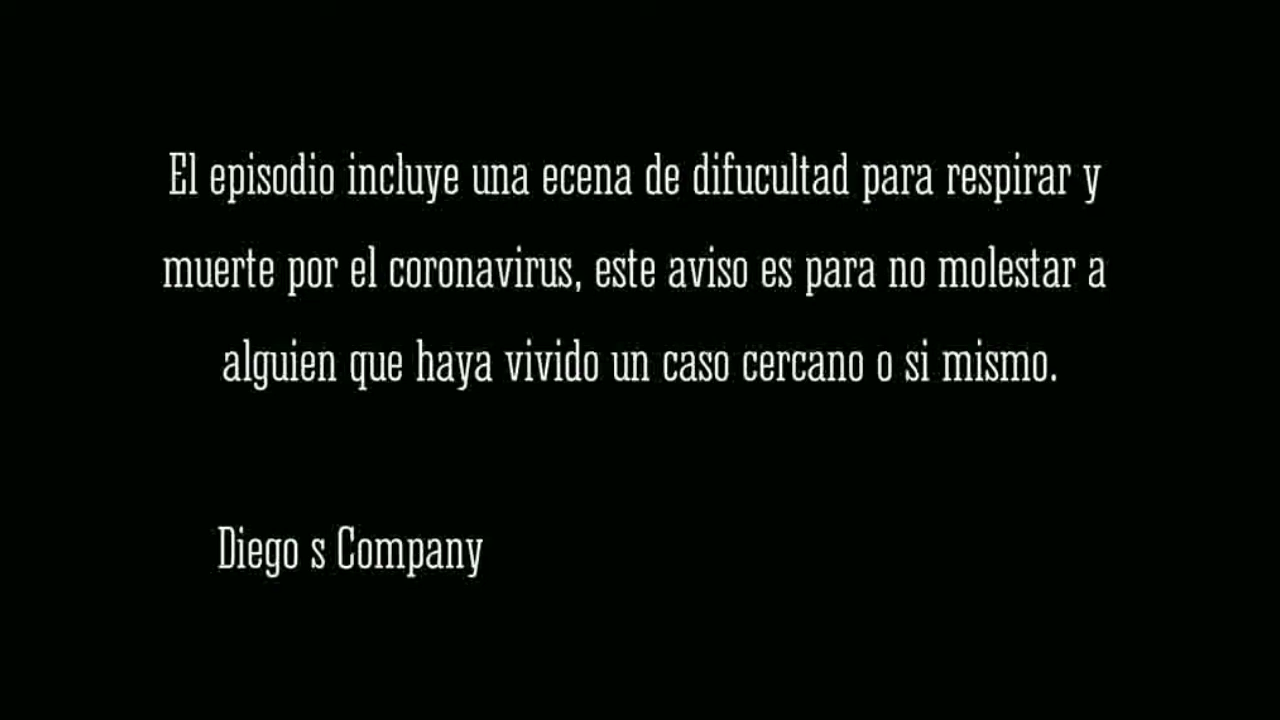 El episodio incluye una ecena de difucultad para respirar y
muerte por el coronavirus, este aviso es para no molestar a
alguien que haya vivido un caso cercano o si mismo.
Diego s Company